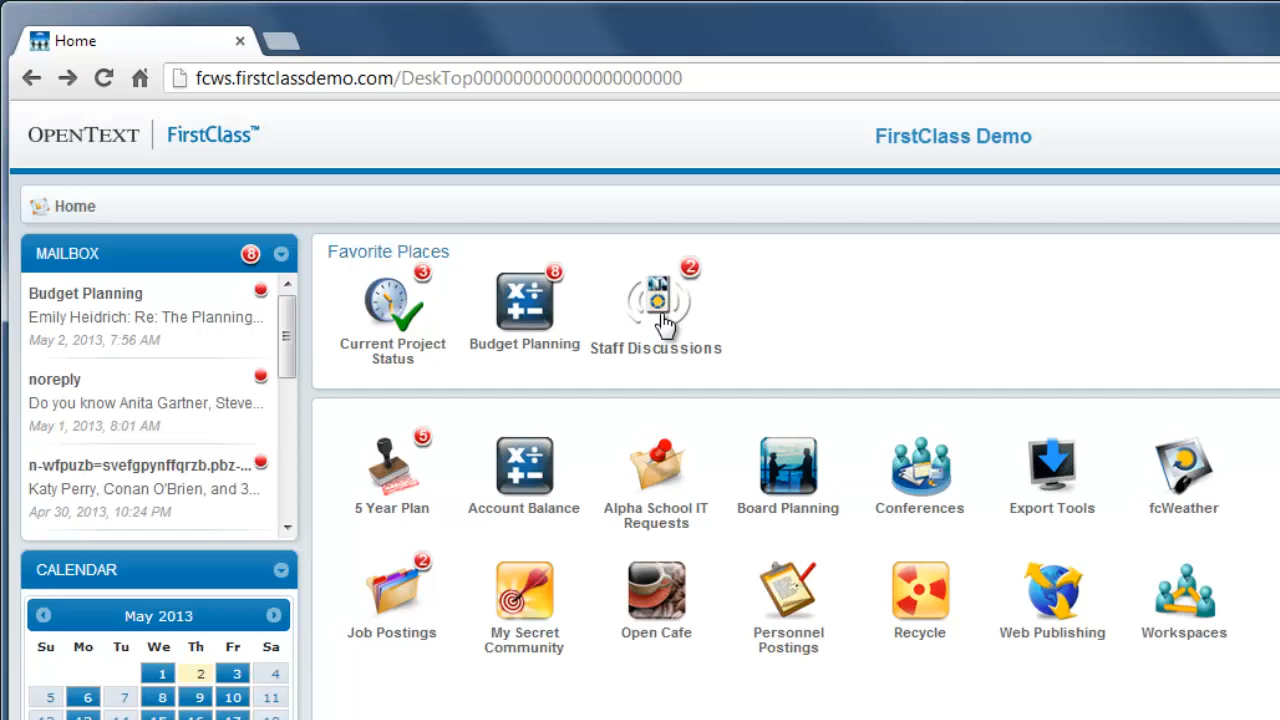 Home
fcws.firstclassdemo.com/DeskTop000000000000000000000
OPENTEXT | FirstClass™
FirstClass Demo
Home
MAILBOX 8
Budget Planning
Emily Heidrich: Re: The Planning...
May 2, 2013, 7:56 AM
noreply
Do you know Anita Gartner, Steve...
May 1, 2013, 8:01 AM
n-wfpuzb=svefgpynffqrzb.pbz-...
Katy Perry, Conan O'Brien, and 3...
Apr 30, 2013, 10:24 PM
CALENDAR
May 2013
Su Mo Tu We Th Fr Sa
1 2 3 4
5 6 7 8 9 10 11
Favorite Places
3 8 2
Current Project Status
Budget Planning
Staff Discussions
5
5 Year Plan
Account Balance
Alpha School IT Requests
Board Planning
Conferences
Export Tools
fcWeather
2
Job Postings
My Secret Community
Open Cafe
Personnel Postings
Recycle
Web Publishing
Workspaces